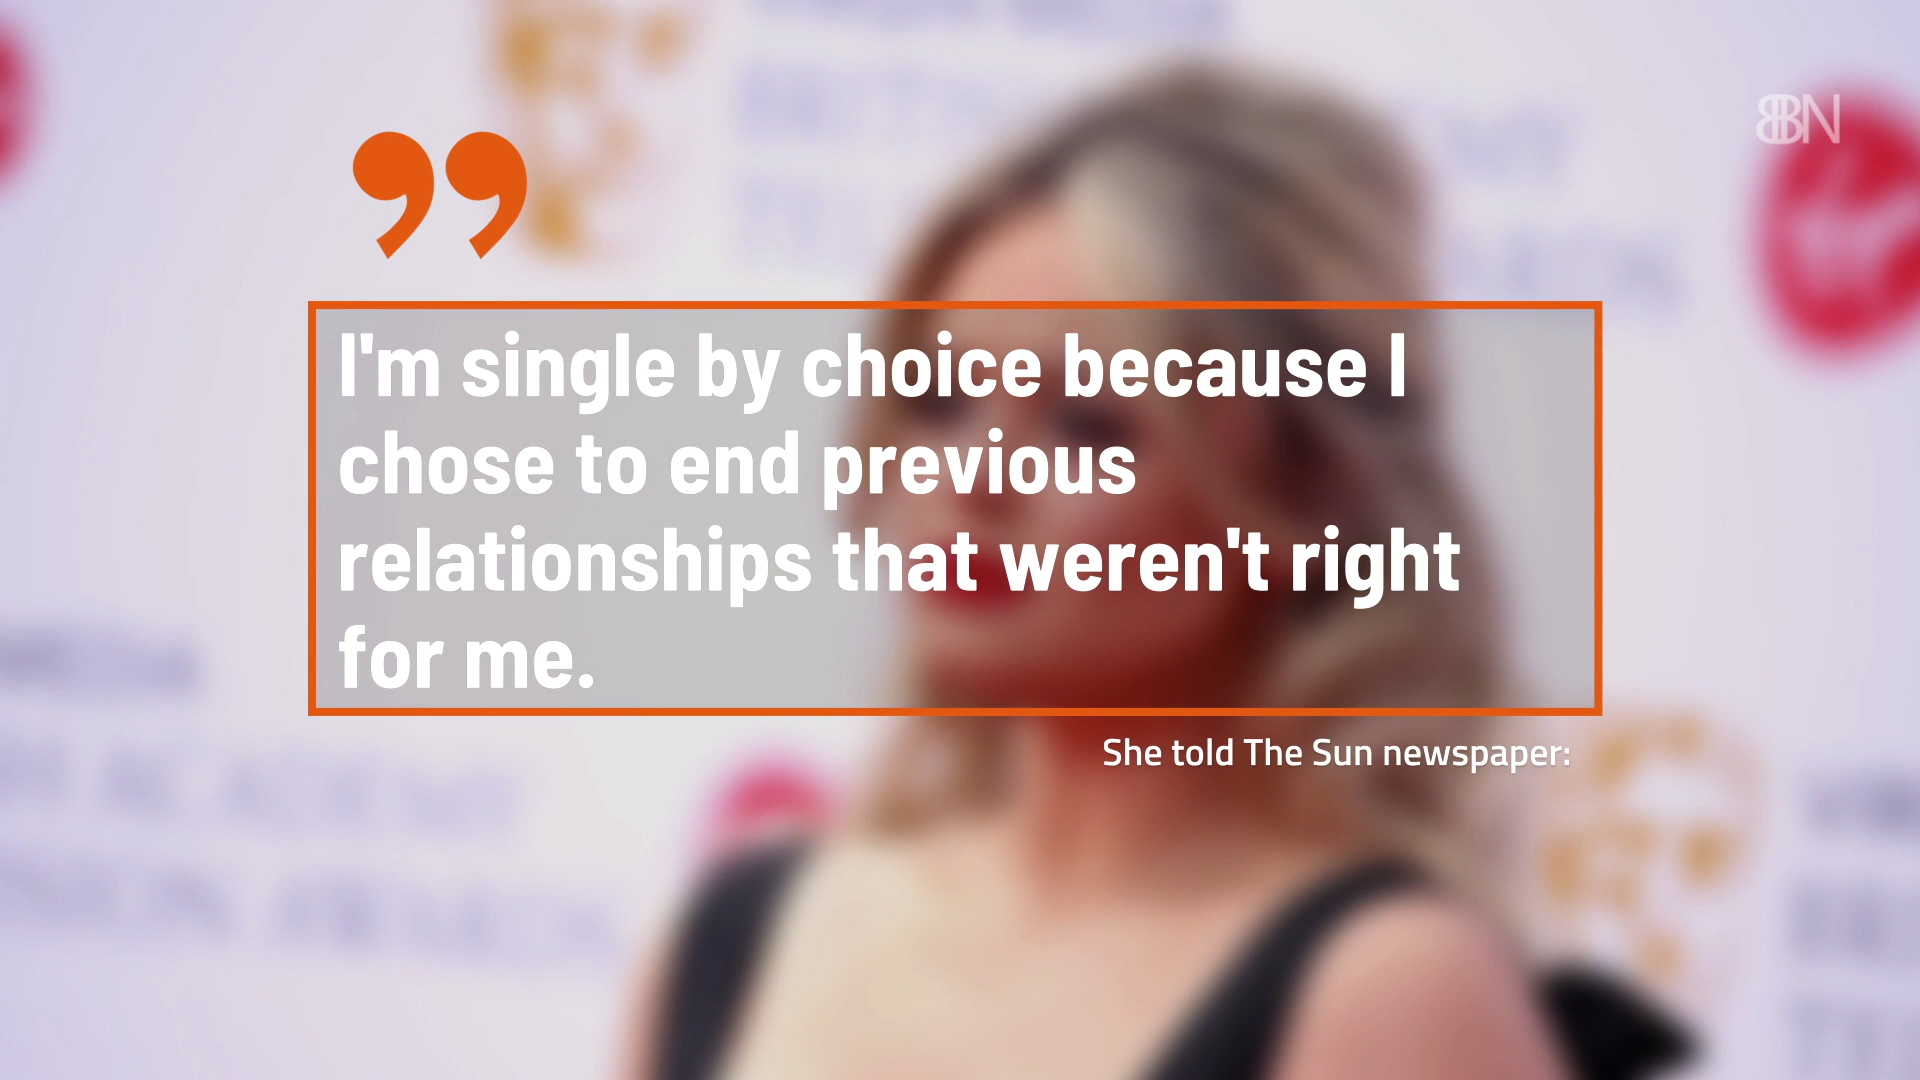 BBN
”
I'm single by choice because I
chose to end previous
relationships that weren't right
for me.
She told The Sun newspaper: